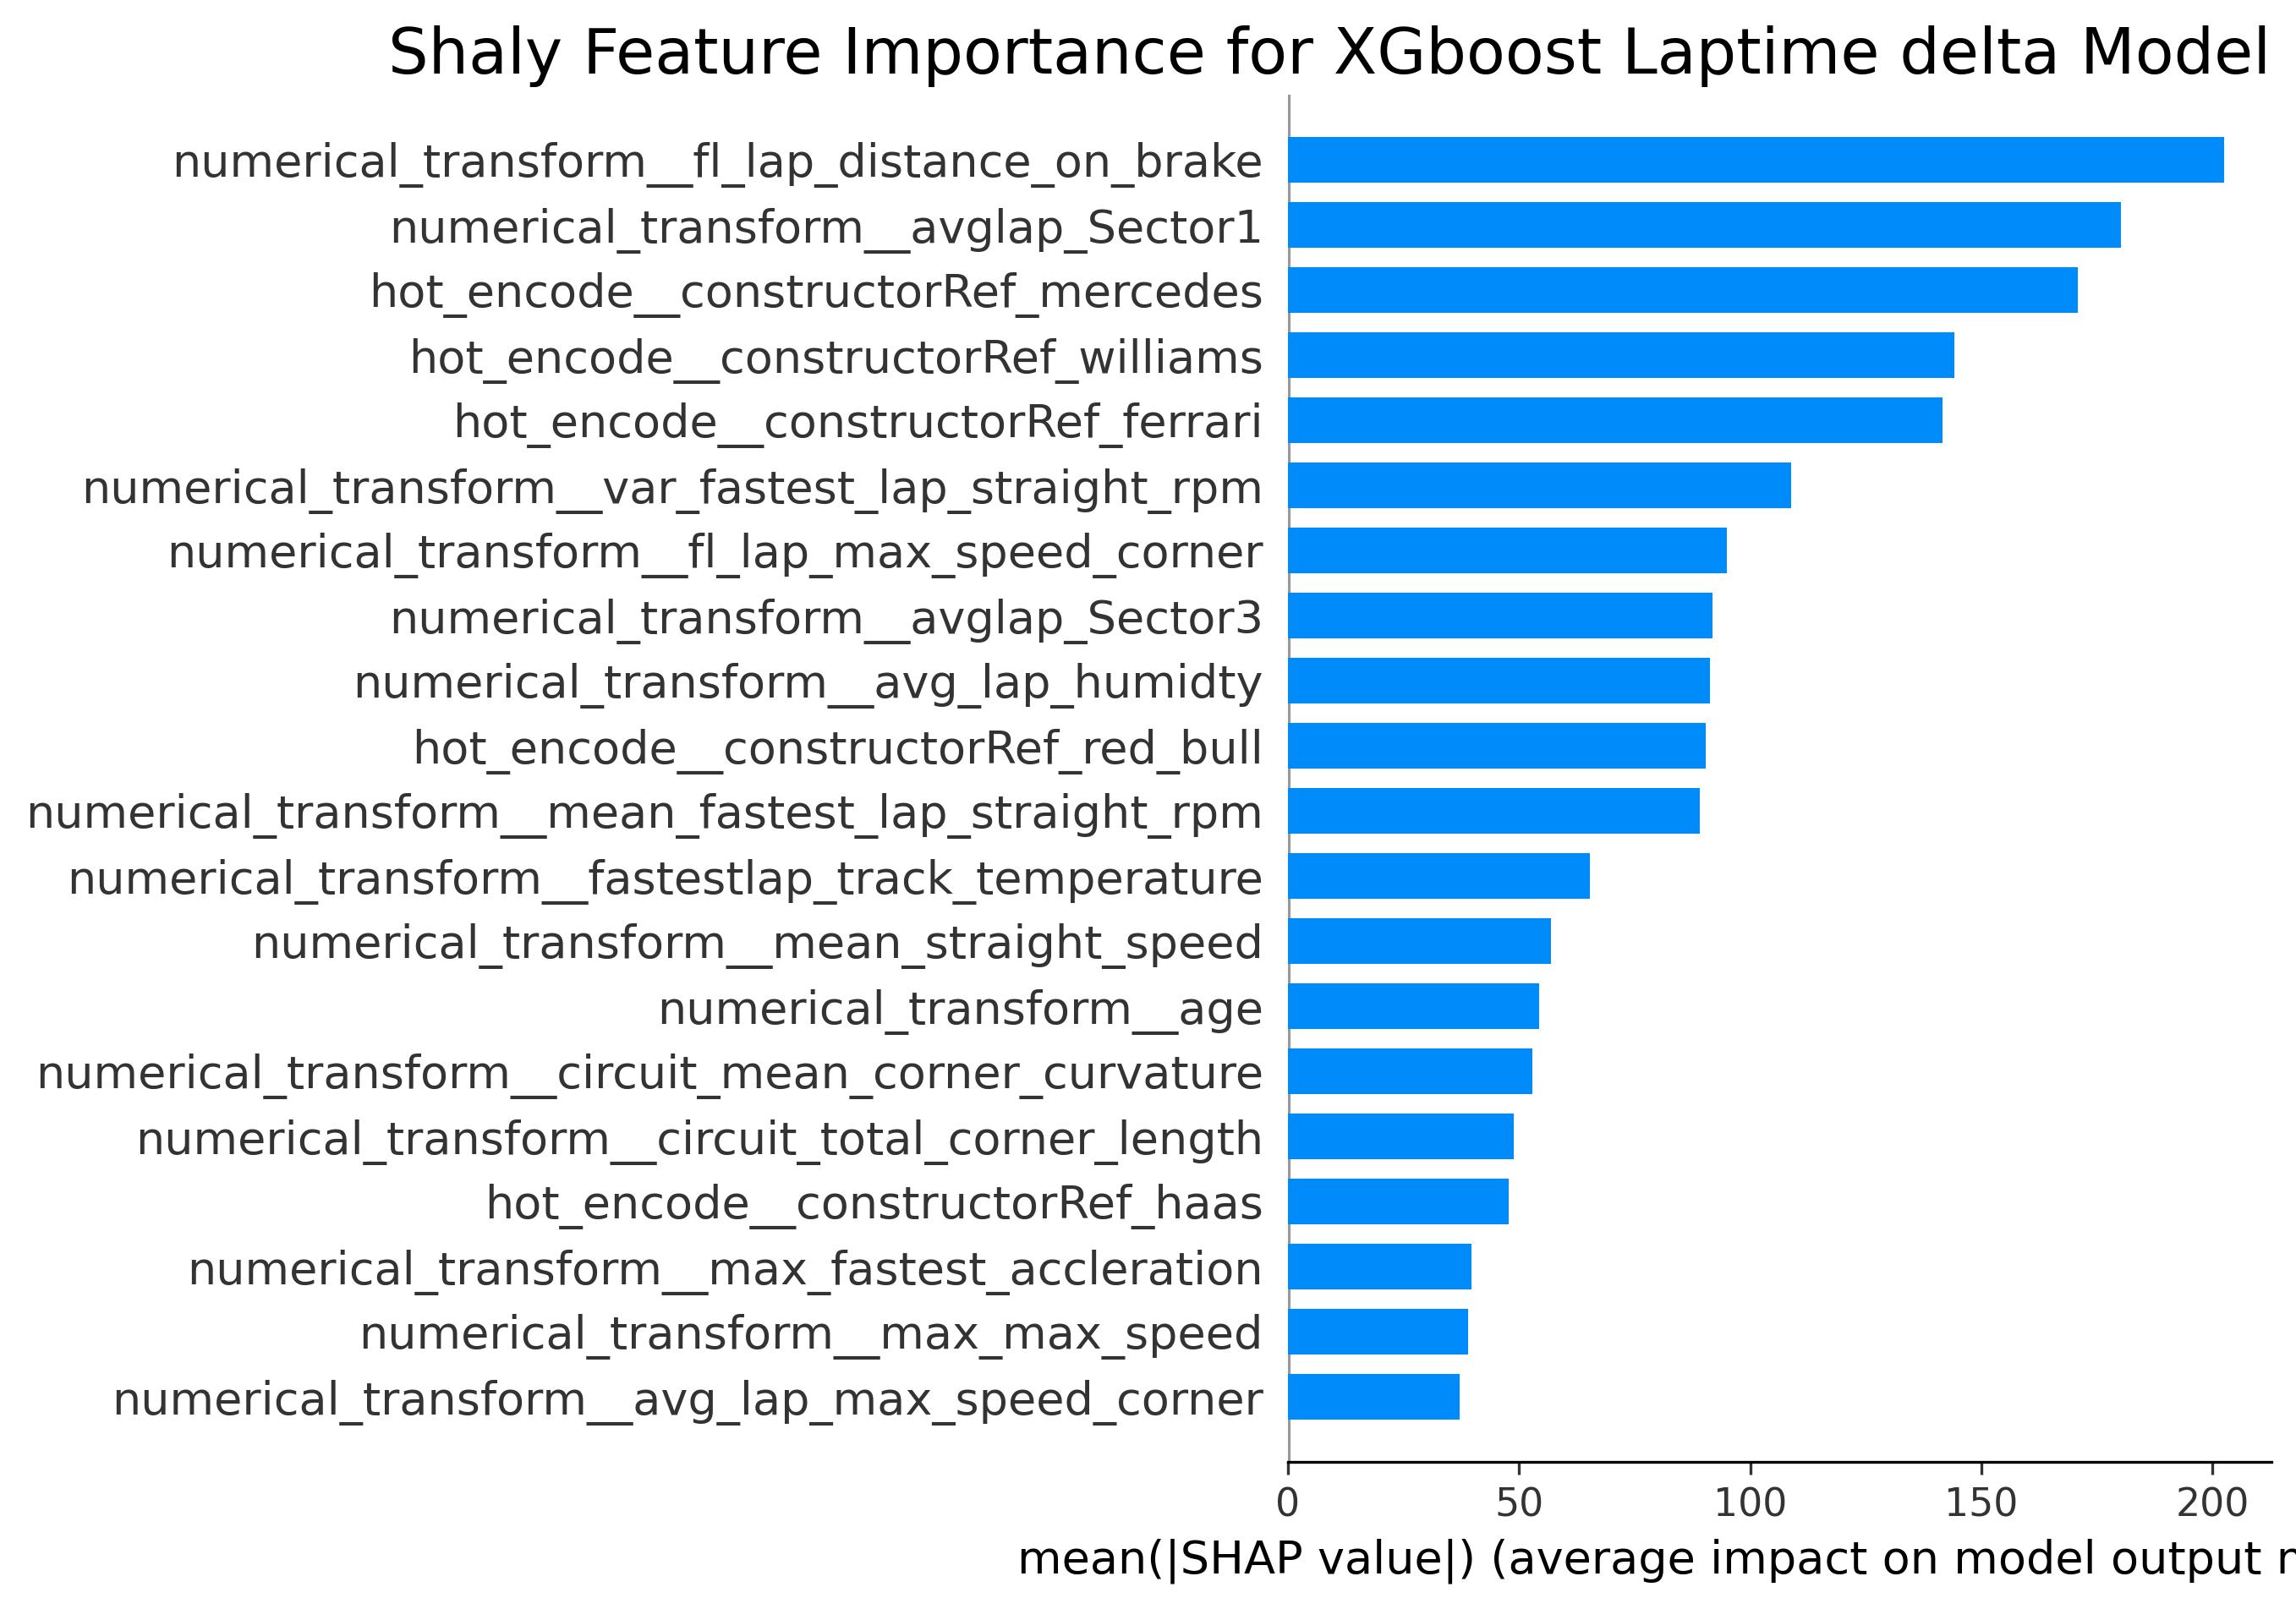 Shaly Feature Importance for XGboost Laptime delta Model
numerical_transform__fl_lap_distance_on_brake
numerical_transform__avglap_Sector1
hot_encode__constructorRef_mercedes
hot_encode__constructorRef_williams
hot_encode__constructorRef_ferrari
numerical_transform__var_fastest_lap_straight_rpm
numerical_transform__fl_lap_max_speed_corner
numerical_transform__avglap_Sector3
numerical_transform__avg_lap_humidty
hot_encode__constructorRef_red_bull
numerical_transform__mean_fastest_lap_straight_rpm
numerical_transform__fastestlap_track_temperature
numerical_transform__mean_straight_speed
numerical_transform__age
numerical_transform__circuit_mean_corner_curvature
numerical_transform__circuit_total_corner_length
hot_encode__constructorRef_haas
numerical_transform__max_fastest_accleration
numerical_transform__max_max_speed
numerical_transform__avg_lap_max_speed_corner
0 50 100 150 200
mean(|SHAP value|) (average impact on model output